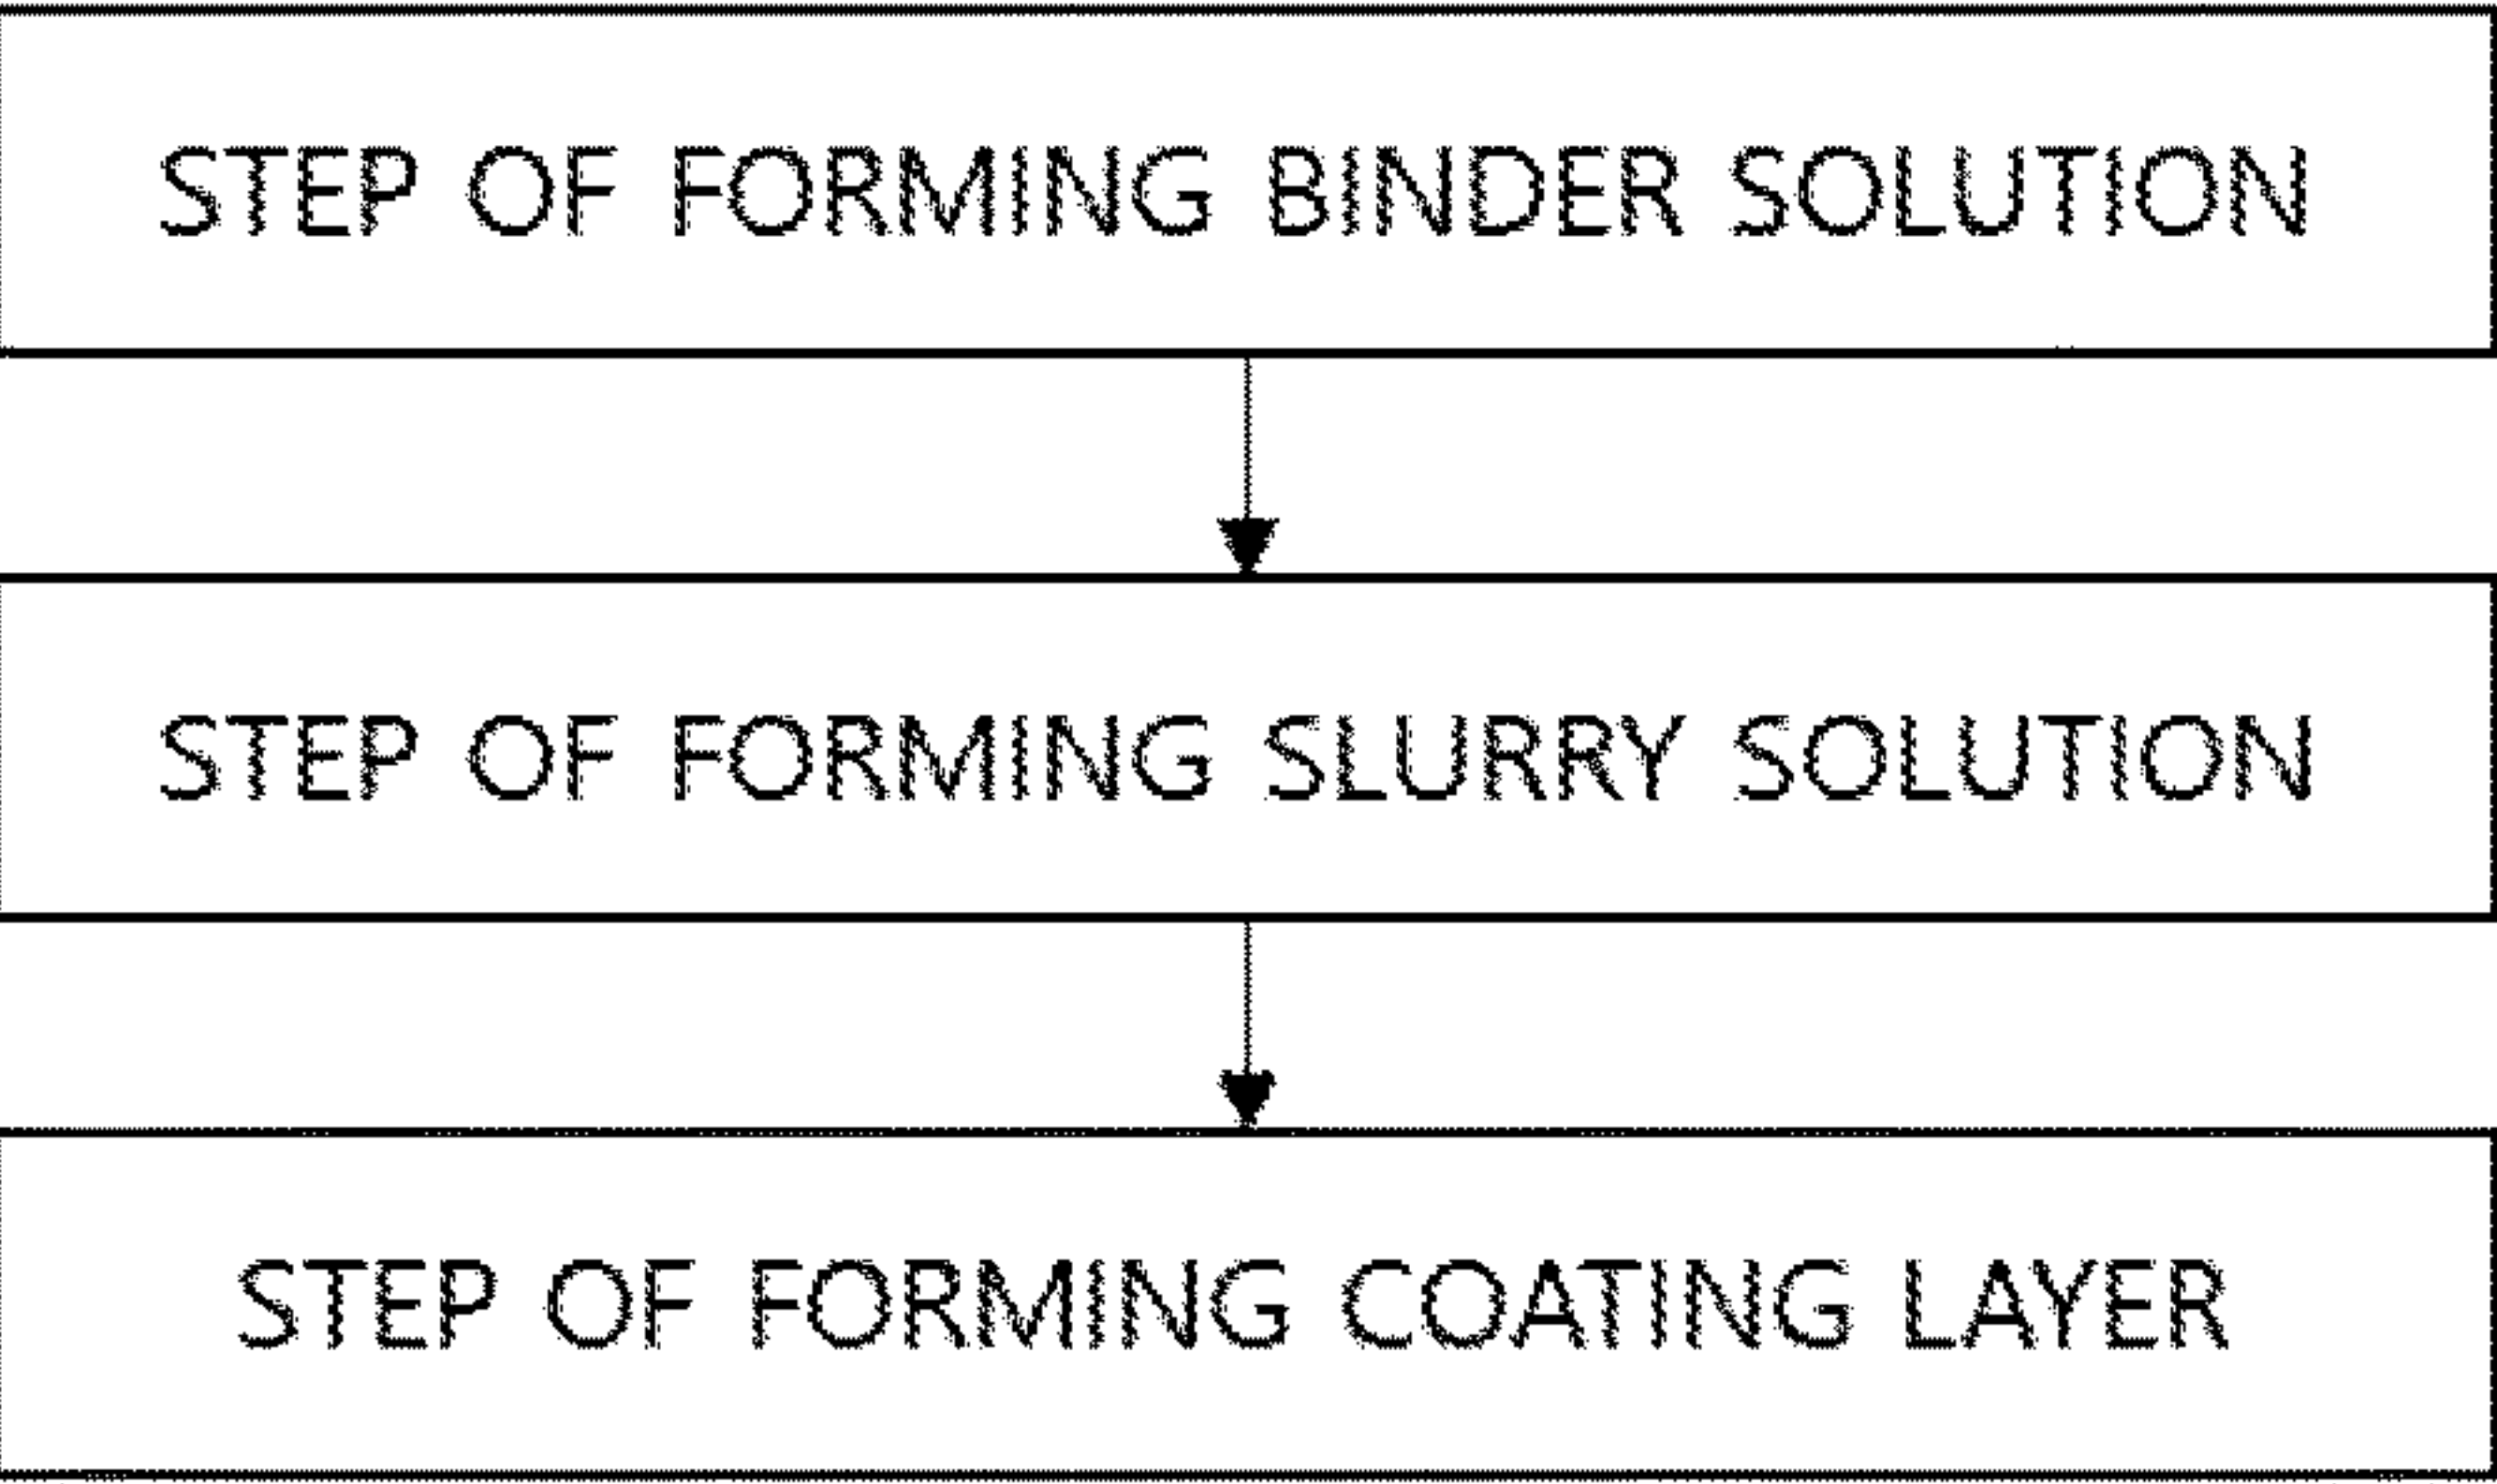 STEP OF FORMING BINDER SOLUTION
STEP OF FORMING SLURRY SOLUTION
STEP OF FORMING COATING LAYER